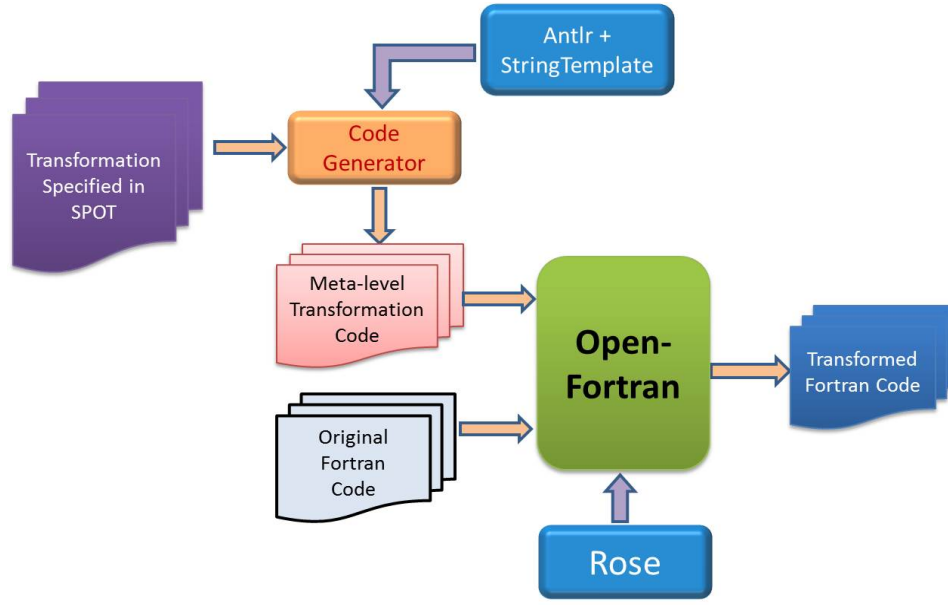 Antlr +
StringTemplate
Code
Generator
Transformation
Specified in
SPOT
Meta-level
Transformation
Code
Open-
Fortran
Transformed
Fortran Code
Original
Fortran
Code
Rose